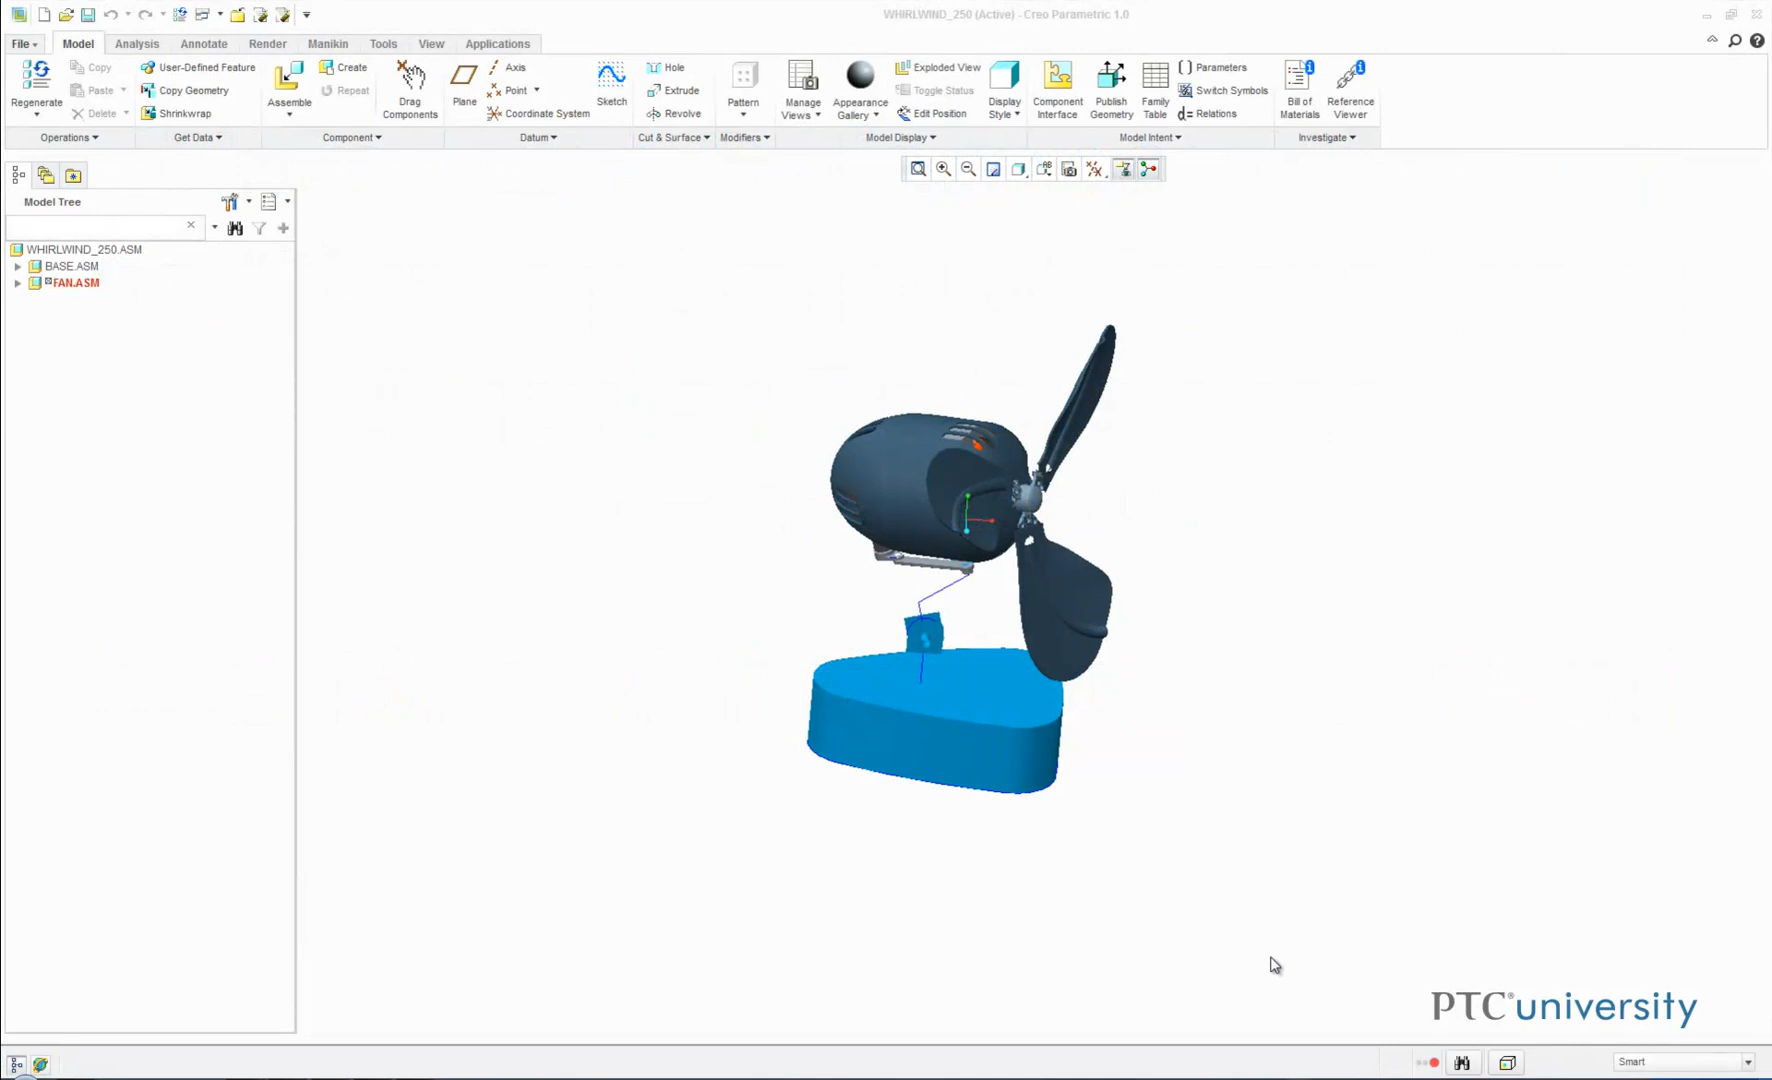 WHIRLWIND_250 (Active) - Creo Parametric 1.0
File Model Analysis Annotate Render Manikin Tools View Applications
Regenerate Copy Paste Delete
User-Defined Feature Copy Geometry Shrinkwrap
Assemble Create Repeat Drag Components
Plane Axis Point Coordinate System Sketch
Hole Extrude Revolve
Pattern
Manage Views Appearance Gallery Exploded View Toggle Status Edit Position Display Style
Component Interface Publish Geometry Family Table Parameters Switch Symbols d= Relations
Bill of Materials Reference Viewer
Operations Get Data Component Datum Cut & Surface Modifiers Model Display Model Intent Investigate
Model Tree
WHIRLWIND_250.ASM
BASE.ASM
FAN.ASM
PTC® university
Smart